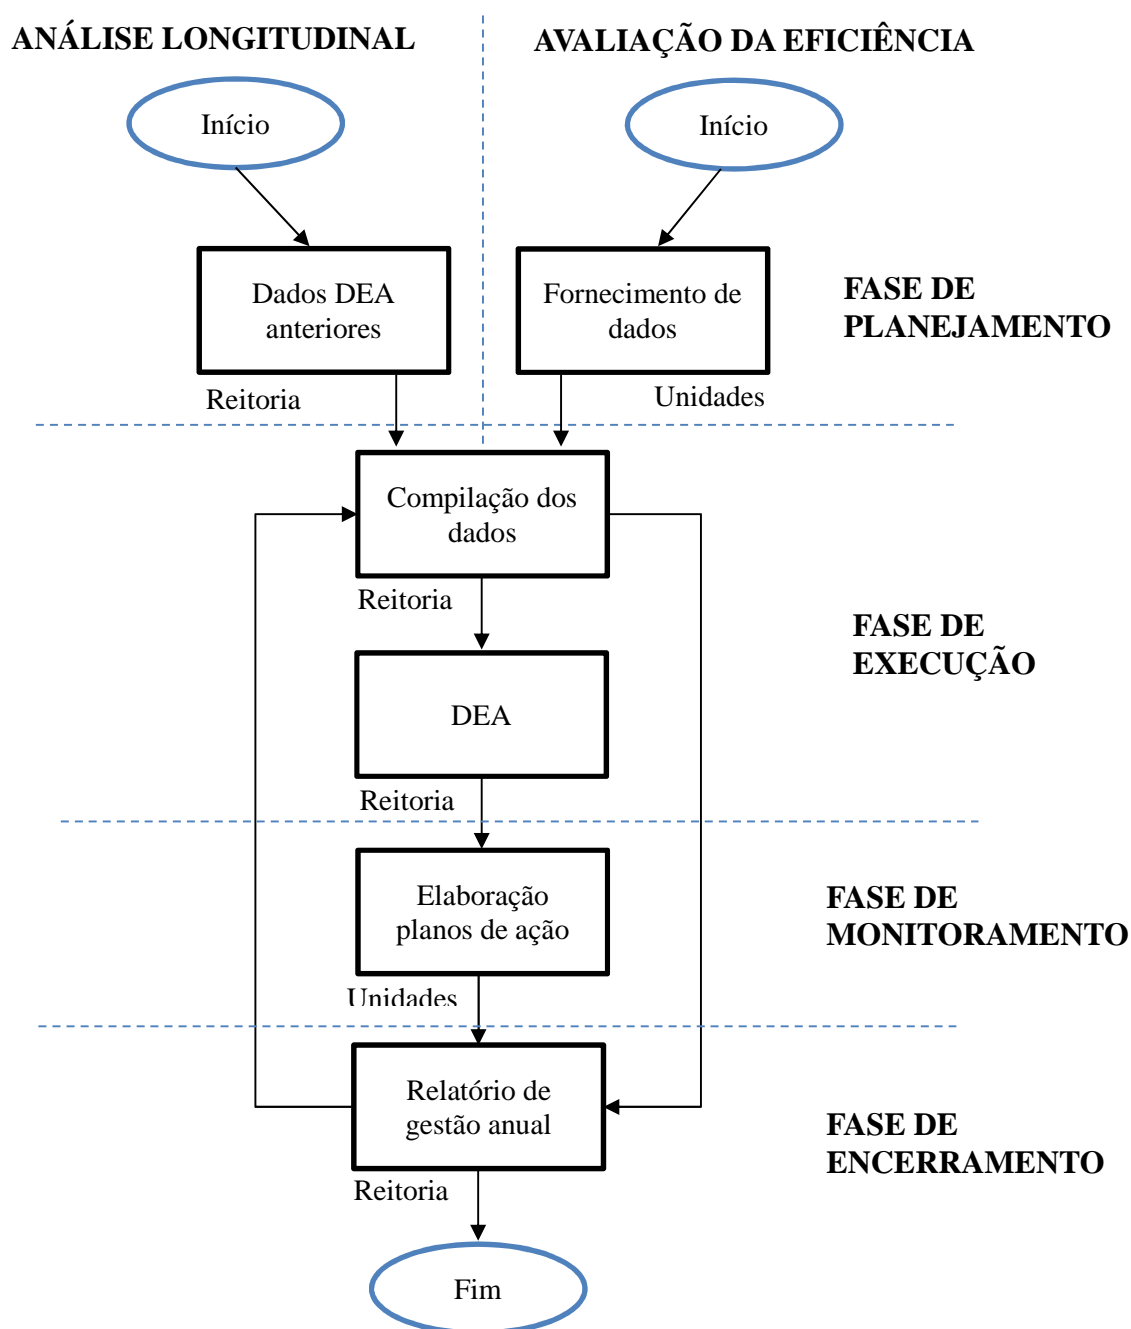 ANÁLISE LONGITUDINAL
AVALIAÇÃO DA EFICIÊNCIA
Início
Início
Dados DEA
anteriores
Fornecimento de
dados
FASE DE
PLANEJAMENTO
Reitoria
Unidades
Compilação dos
dados
Reitoria
FASE DE
EXECUÇÃO
DEA
Reitoria
Elaboração
planos de ação
FASE DE
MONITORAMENTO
Unidades
Relatório de
gestão anual
FASE DE
ENCERRAMENTO
Reitoria
Fim